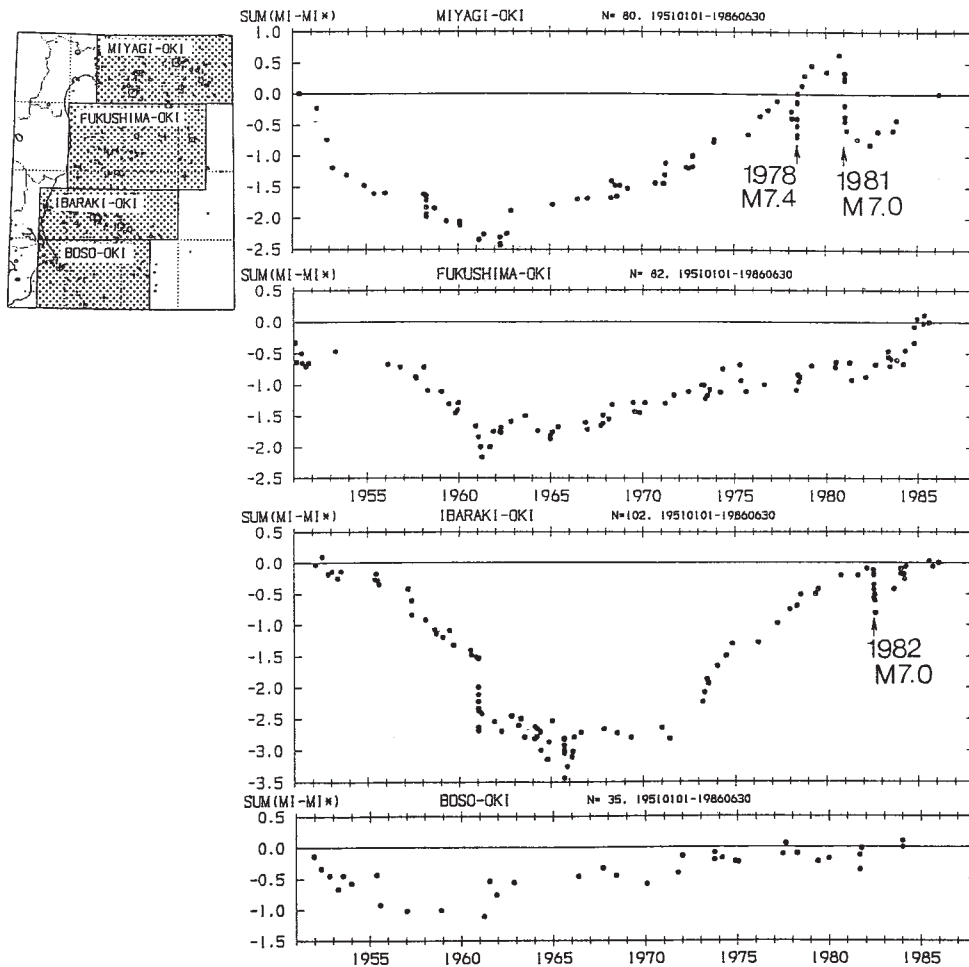 MIYAGI-OKI
FUKUSHIMA-OKI
IBARAKI-OKI
BOSO-OKI
SUM(MI-MI*) MIYAGI-OKI N= 80. 19510101-19860630
1.0
0.5
0.0
-0.5
-1.0
-1.5
-2.0
-2.5
1978
M7.4
1981
M7.0
SUM(MI-MI*) FUKUSHIMA-OKI N= 82. 19510101-19860630
0.5
0.0
-0.5
-1.0
-1.5
-2.0
-2.5
1955 1960 1965 1970 1975 1980 1985
SUM(MI-MI*) IBARAKI-OKI N=102. 19510101-19860630
0.5
0.0
-0.5
-1.0
-1.5
-2.0
-2.5
-3.0
-3.5
1982
M7.0
SUM(MI-MI*) BOSO-OKI N= 35. 19510101-19860630
0.5
0.0
-0.5
-1.0
-1.5
1955 1960 1965 1970 1975 1980 1985